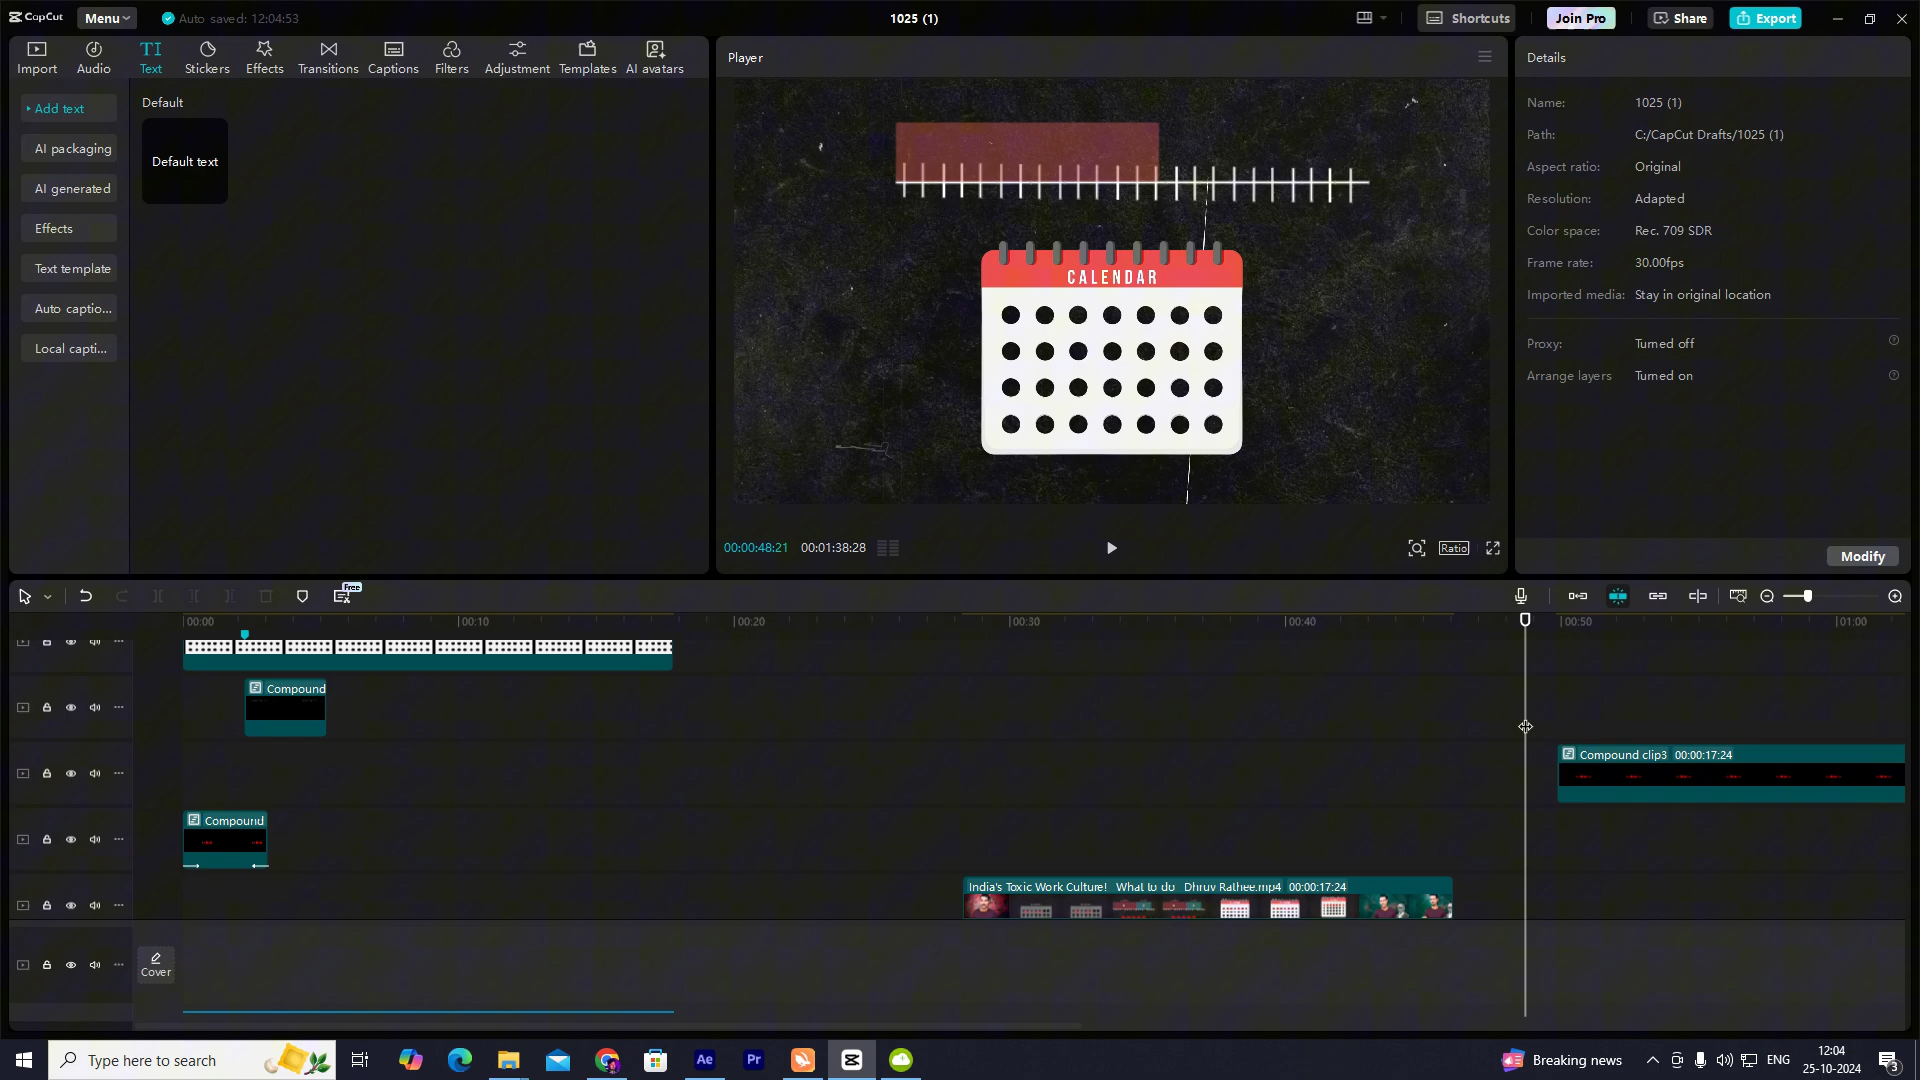 CapCut
Menu
Auto saved: 12:04:53
1025 (1)
Shortcuts
Join Pro
Share
Export
Import
Audio
TI
Text
Stickers
Effects
Transitions
Captions
Filters
Adjustment
Templates
AI avatars
Add text
AI packaging
AI generated
Effects
Text template
Auto captio...
Local capti...
Default
Default text
Player
CALENDAR
00:00:48:21
00:01:38:28
Ratio
Details
Name: 1025 (1)
Path: C:/CapCut Drafts/1025 (1)
Aspect ratio: Original
Resolution: Adapted
Color space: Rec. 709 SDR
Frame rate: 30.00fps
Imported media: Stay in original location
Proxy: Turned off
Arrange layers Turned on
Modify
Free
00:00
00:10
00:20
00:30
00:40
00:50
01:00
Compound
Compound clip3 00:00:17:24
Compound
India's Toxic Work Culture! What to do Dhruv Rathee.mp4 00:00:17:24
Cover
Type here to search
Ae
Pr
Breaking news
ENG
12:04
25-10-2024
3